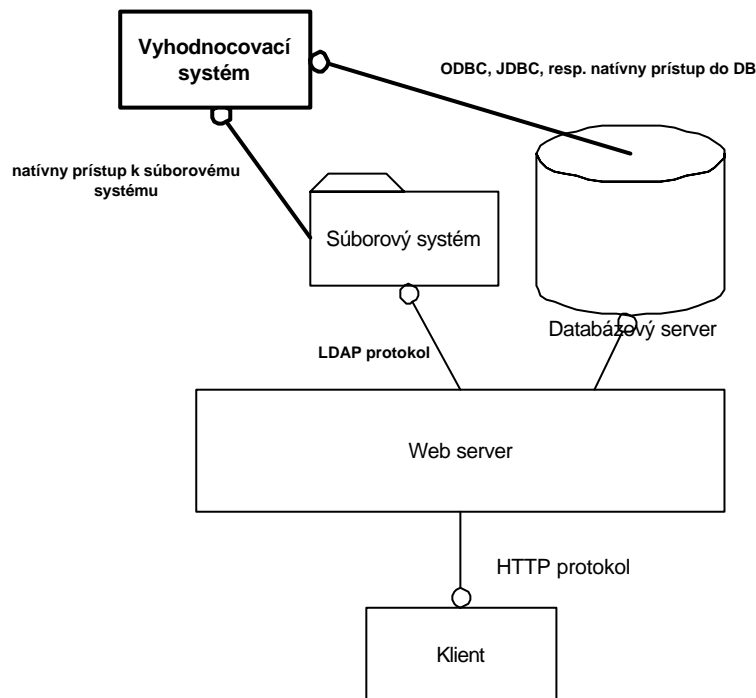 Vyhodnocovací
systém
ODBC, JDBC, resp. natívny prístup do DB
natívny prístup k súborovému
systému
Súborový systém
Databázový server
LDAP protokol
Web server
HTTP protokol
Klient